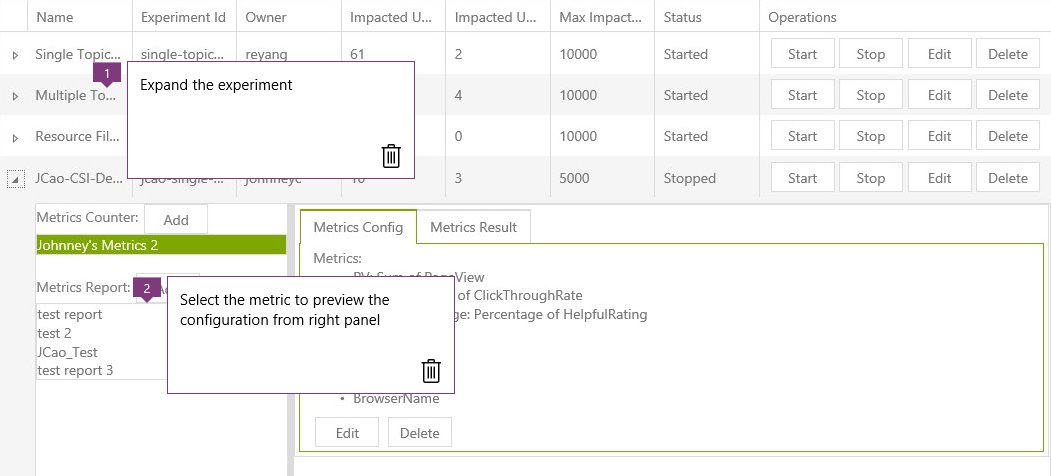 Name Experiment Id Owner Impacted U... Impacted U... Max Impact... Status Operations
Single Topic... single-topic... reyang 61 2 10000 Started Start Stop Edit Delete
1
Expand the experiment
Multiple To... 4 10000 Started Start Stop Edit Delete
Resource Fil... 0 10000 Started Start Stop Edit Delete
JCao-CSI-De... jcao-single-... johnneyc 10 3 5000 Stopped Start Stop Edit Delete
Metrics Counter: Add
Johnney's Metrics 2
Metrics Report:
2
Select the metric to preview the
configuration from right panel
test report
test 2
JCao_Test
test report 3
Metrics Config Metrics Result
Metrics:
PV: Sum of PageView
of ClickThroughRate
Percentage of HelpfulRating
• BrowserName
Edit Delete